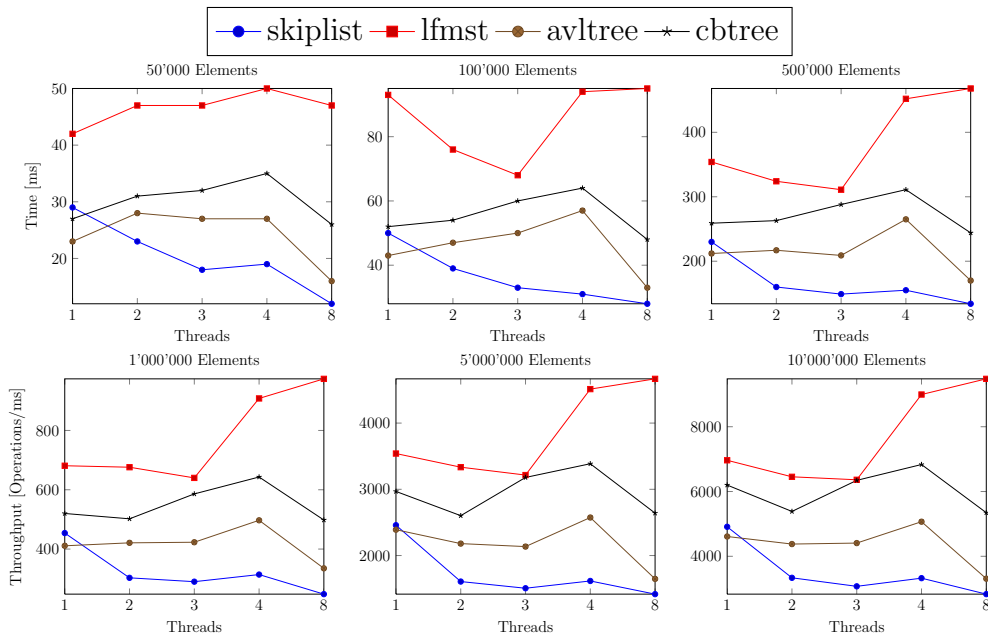 skiplist lfmst avltree cbtree
50'000 Elements
50
40
30
20
1 2 3 4 8
Time [ms]
Threads
100'000 Elements
80
60
40
1 2 3 4 8
Threads
500'000 Elements
400
300
200
1 2 3 4 8
Threads
1'000'000 Elements
800
600
400
1 2 3 4 8
Throughput [Operations/ms]
Threads
5'000'000 Elements
4000
3000
2000
1 2 3 4 8
Threads
10'000'000 Elements
8000
6000
4000
1 2 3 4 8
Threads